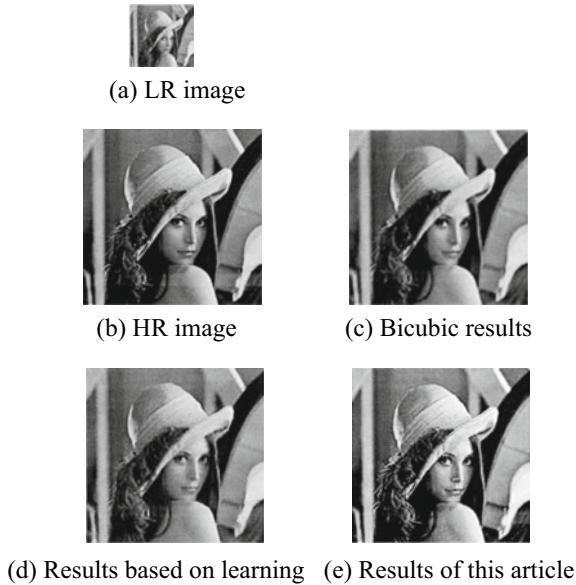 (a) LR image
(b) HR image
(c) Bicubic results
(d) Results based on learning
(e) Results of this article